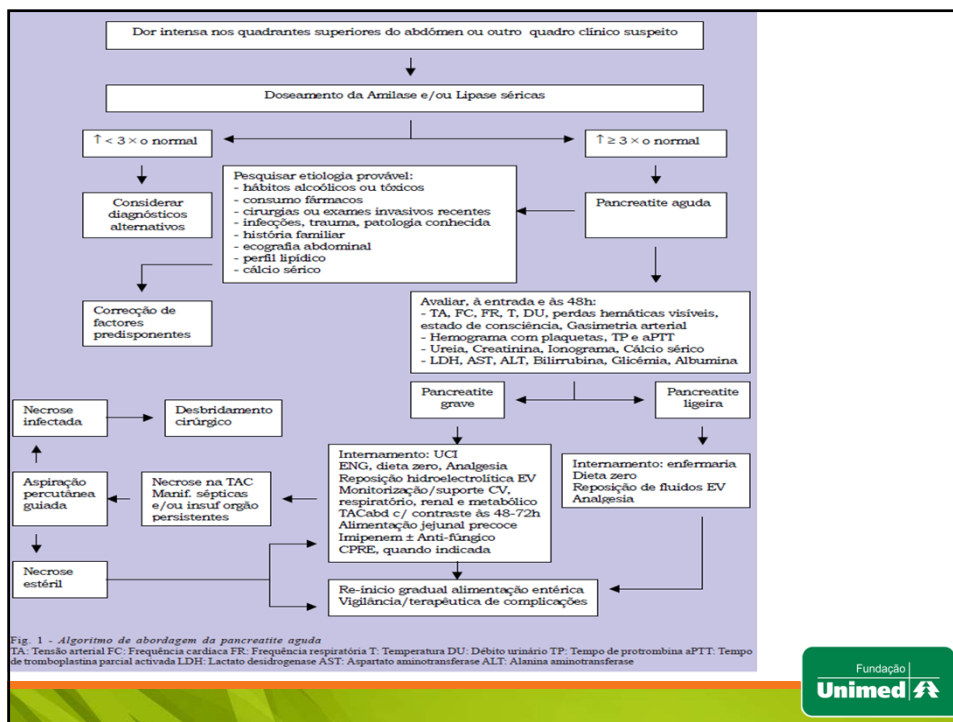 Dor intensa nos quadrantes superiores do abdómen ou outro quadro clínico suspeito
Doseamento da Amilase e/ou Lipase séricas
↑ < 3 × o normal
↑ ≥ 3 × o normal
Pesquisar etiologia provável:
- hábitos alcoólicos ou tóxicos
- consumo fármacos
- cirurgias ou exames invasivos recentes
- infecções, trauma, patologia conhecida
- história familiar
- ecografia abdominal
- perfil lipídico
- cálcio sérico
Considerar
diagnósticos
alternativos
Pancreatite aguda
Correcção de
factores
predisponentes
Avaliar, à entrada e às 48h:
- TA, FC, FR, T, DU, perdas hemáticas visíveis,
estado de consciência, Gasimetria arterial
- Hemograma com plaquetas, TP e aPTT
- Ureia, Creatinina, Ionograma, Cálcio sérico
- LDH, AST, ALT, Bilirrubina, Glicémia, Albumina
Pancreatite
grave
Pancreatite
ligeira
Necrose
infectada
Desbridamento
cirúrgico
Internamento: UCI
ENG, dieta zero, Analgesia
Reposição hidroelectrolítica EV
Monitorização/suporte CV,
respiratório, renal e metabólico
TACabd c/ contraste às 48-72h
Alimentação jejunal precoce
Imipenem ± Anti-fúngico
CPRE, quando indicada
Internamento: enfermaria
Dieta zero
Reposição de fluidos EV
Analgesia
Aspiração
percutânea
guiada
Necrose na TAC
Manif. sépticas
e/ou insuf orgão
persistentes
Necrose
estéril
Re-início gradual alimentação entérica
Vigilância/terapêutica de complicações
Fig. 1 - Algoritmo de abordagem da pancreatite aguda
TA: Tensão arterial FC: Frequência cardíaca FR: Frequência respiratória T: Temperatura DU: Débito urinário TP: Tempo de protrombina aPTT: Tempo
de tromboplastina parcial activada LDH: Lactato desidrogenase AST: Aspartato aminotransferase ALT: Alanina aminotransferase
Fundação
Unimed